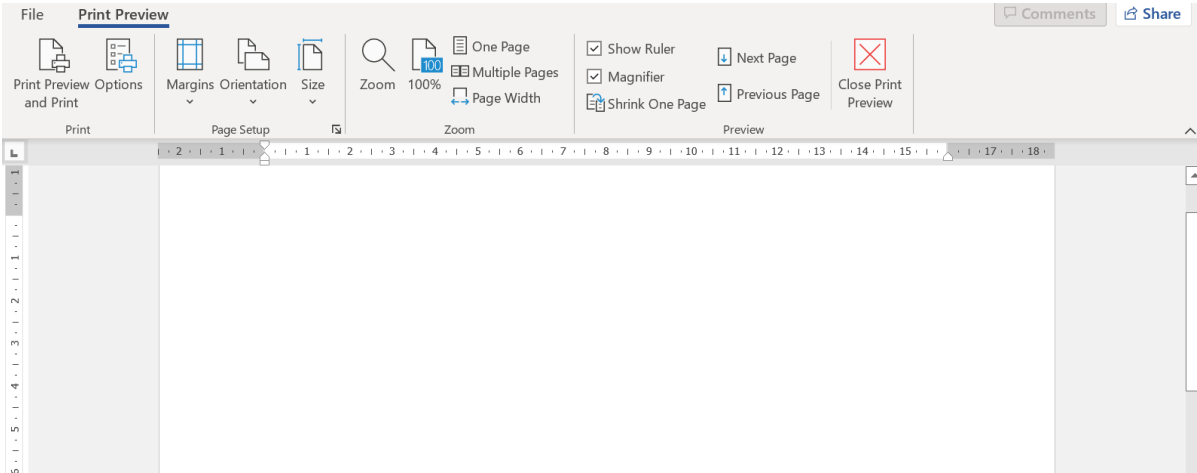 File Print Preview Comments Share
Print Preview and Print Options Margins Orientation Size Zoom 100% 100 One Page Multiple Pages Page Width Show Ruler Magnifier Shrink One Page Next Page Previous Page Close Print Preview
Print Page Setup Zoom Preview
L 2 1 1 2 3 4 5 6 7 8 9 10 11 12 13 14 15 17 18
1
1
2
3
4
5
6